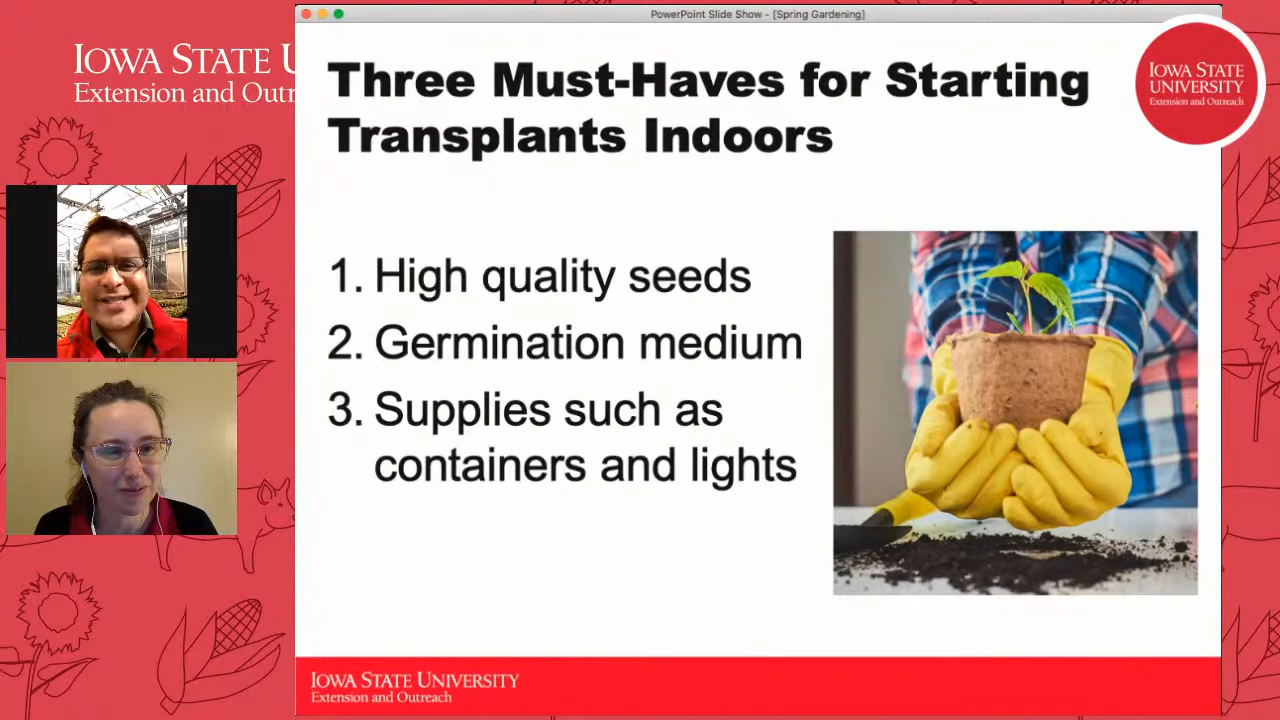 PowerPoint Slide Show - [Spring Gardening]
IOWA STATE U
Extension and Outr
Three Must-Haves for Starting
Transplants Indoors
IOWA STATE
UNIVERSITY
Extension and Outreach
1. High quality seeds
2. Germination medium
3. Supplies such as
containers and lights
IOWA STATE UNIVERSITY
Extension and Outreach